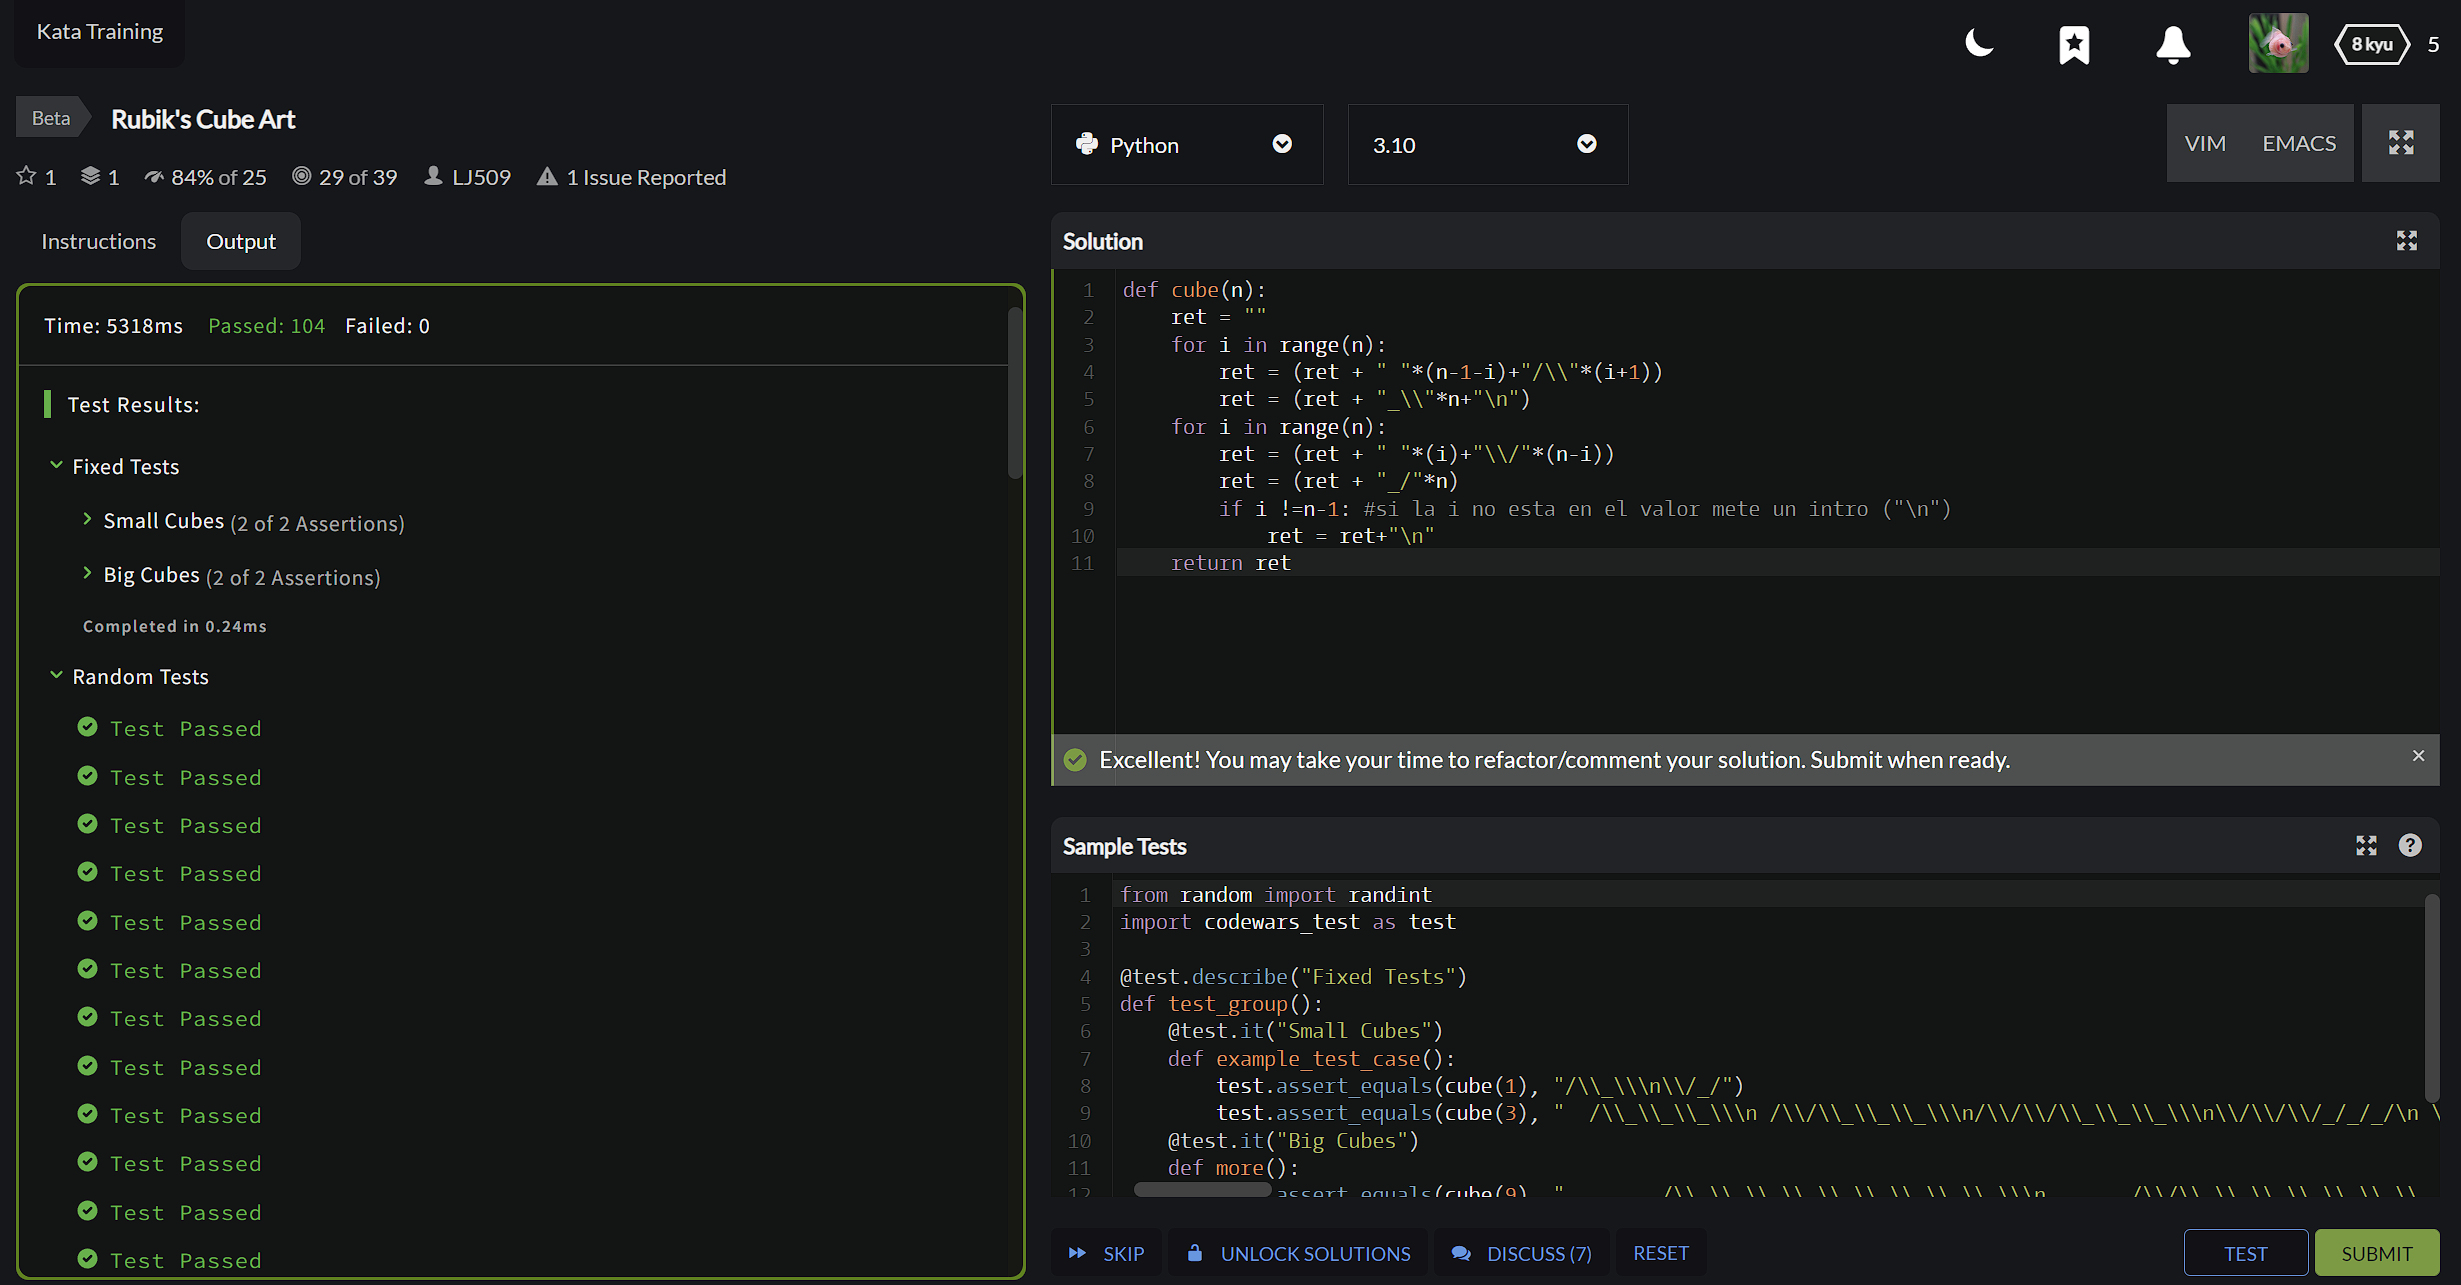 Kata Training
8 kyu 5
Beta Rubik's Cube Art
1 1 84% of 25 29 of 39 LJ509 1 Issue Reported
Python 3.10 VIM EMACS
Instructions Output
Time: 5318ms Passed: 104 Failed: 0
Test Results:
Fixed Tests
Small Cubes (2 of 2 Assertions)
Big Cubes (2 of 2 Assertions)
Completed in 0.24ms
Random Tests
Test Passed
Test Passed
Test Passed
Test Passed
Test Passed
Test Passed
Test Passed
Test Passed
Test Passed
Test Passed
Test Passed
Test Passed
Solution
1 def cube(n):
2     ret = ""
3     for i in range(n):
4         ret = (ret + " "*(n-1-i)+"/\\"*(i+1))
5         ret = (ret + "_\\"*n+"\n")
6     for i in range(n):
7         ret = (ret + " "*(i)+"\\/"*(n-i))
8         ret = (ret + "_/"*n)
9         if i !=n-1: #si la i no esta en el valor mete un intro ("\n")
10             ret = ret+"\n"
11     return ret
Excellent! You may take your time to refactor/comment your solution. Submit when ready.
Sample Tests
1 from random import randint
2 import codewars_test as test
3
4 @test.describe("Fixed Tests")
5 def test_group():
6     @test.it("Small Cubes")
7     def example_test_case():
8         test.assert_equals(cube(1), "/\\_\\\n\\/_/")
9         test.assert_equals(cube(3), "  /\\_\\_\\_\\\n /\\/\\_\\_\\_\\\n/\\/\\/\\_\\_\\_\\\n\\/\\/\\/_/_/_/\n \
10     @test.it("Big Cubes")
11     def more():
12 assert_equals(cube(9), "        /\\_\\_\\_\\_\\_\\_\\_\\_\\_\\\n       /\\/\\_\\_\\_\\_\\_\\
SKIP UNLOCK SOLUTIONS DISCUSS (7) RESET TEST SUBMIT